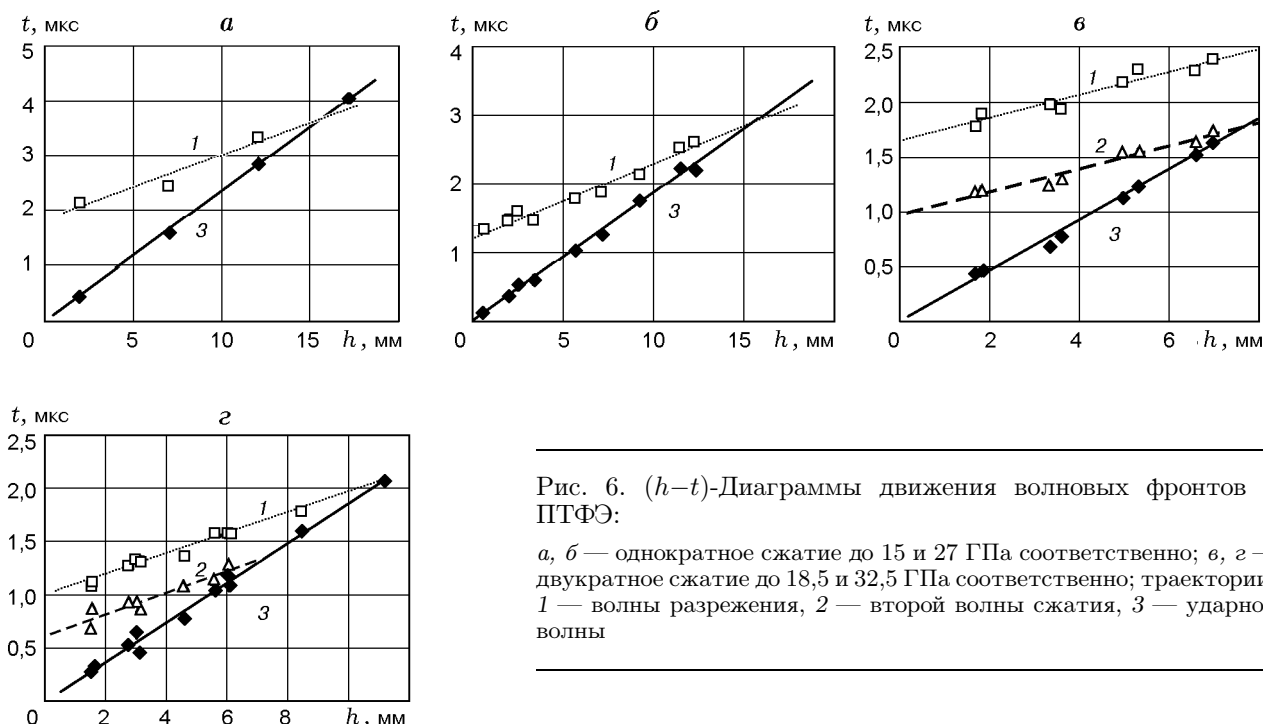 t, мкс
а
5
4
3
2
1
0
1
3
5
10
15
h, мм
t, мкс
б
4
3
2
1
0
1
3
5
10
15
h, мм
t, мкс
в
2,5
2,0
1,5
1,0
0,5
0
1
2
3
2
4
6
h, мм
t, мкс
г
2,5
2,0
1,5
1,0
0,5
0
1
2
3
2
4
6
8
h, мм
Рис. 6. (h–t)-Диаграммы движения волновых фронтов
ПТФЭ:
а, б — однократное сжатие до 15 и 27 ГПа соответственно; в, г —
двукратное сжатие до 18,5 и 32,5 ГПа соответственно; траектории
1 — волны разрежения, 2 — второй волны сжатия, 3 — ударно
волны